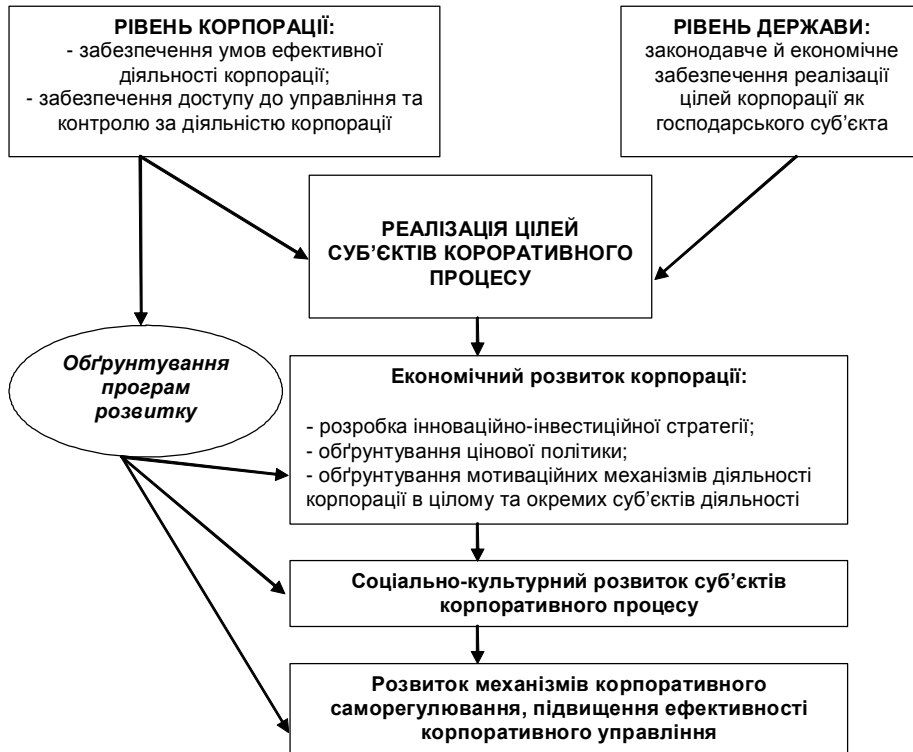 РІВЕНЬ КОРПОРАЦІЇ:
- забезпечення умов ефективної
діяльності корпорації;
- забезпечення доступу до управління та
контролю за діяльністю корпорації
РІВЕНЬ ДЕРЖАВИ:
законодавче й економічне
забезпечення реалізації
цілей корпорації як
господарського суб’єкта
РЕАЛІЗАЦІЯ ЦІЛЕЙ
СУБ’ЄКТІВ КОРОРАТИВНОГО
ПРОЦЕСУ
Обґрунтування
програм
розвитку
Економічний розвиток корпорації:
- розробка інноваційно-інвестиційної стратегії;
- обґрунтування цінової політики;
- обґрунтування мотиваційних механізмів діяльності
корпорації в цілому та окремих суб’єктів діяльності
Соціально-культурний розвиток суб’єктів
корпоративного процесу
Розвиток механізмів корпоративного
саморегулювання, підвищення ефективності
корпоративного управління